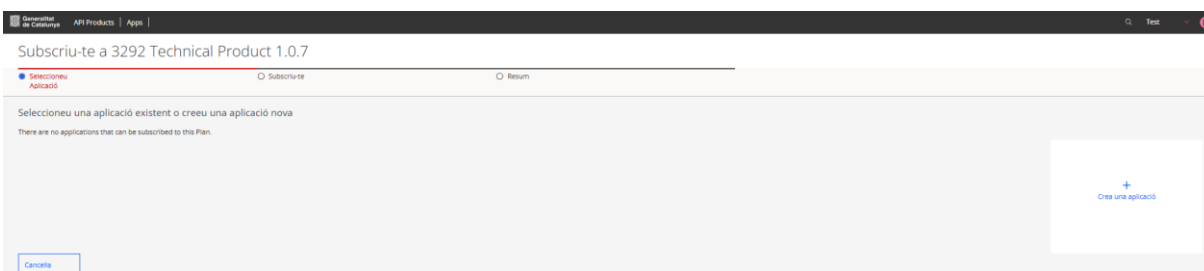 Generalitat
de Catalunya
API Products | Apps |
Test
Subscriu-te a 3292 Technical Product 1.0.7
Seleccioneu
Aplicació
Subscriu-te
Resum
Seleccioneu una aplicació existent o creeu una aplicació nova
There are no applications that can be subscribed to this Plan.
+
Crea una aplicació
Cancella